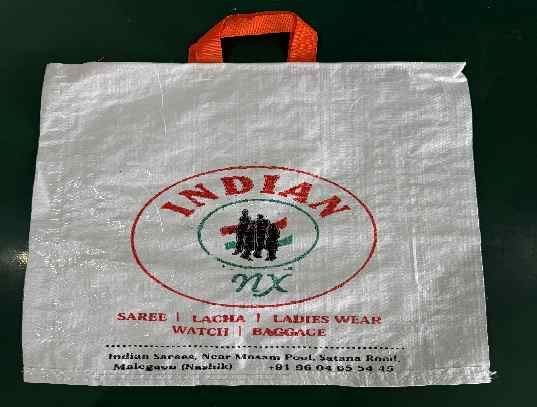 INDIAN
SAREE | LACHA | LADIES WEAR
WATCH | BAGGAGE
Indian Sarees, Near Mosam Pool, Satana Road,
Malegaon (Nashik) +91 96 04 65 54 45